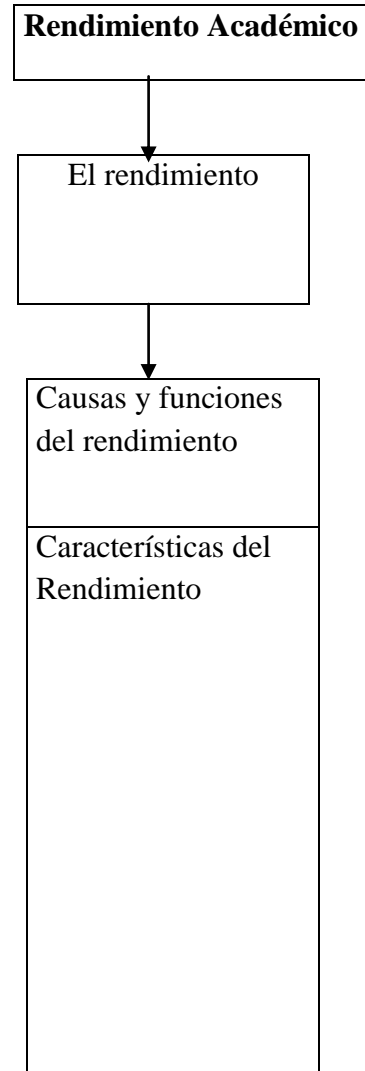 Rendimiento Académico
El rendimiento
Causas y funciones
del rendimiento
Características del
Rendimiento